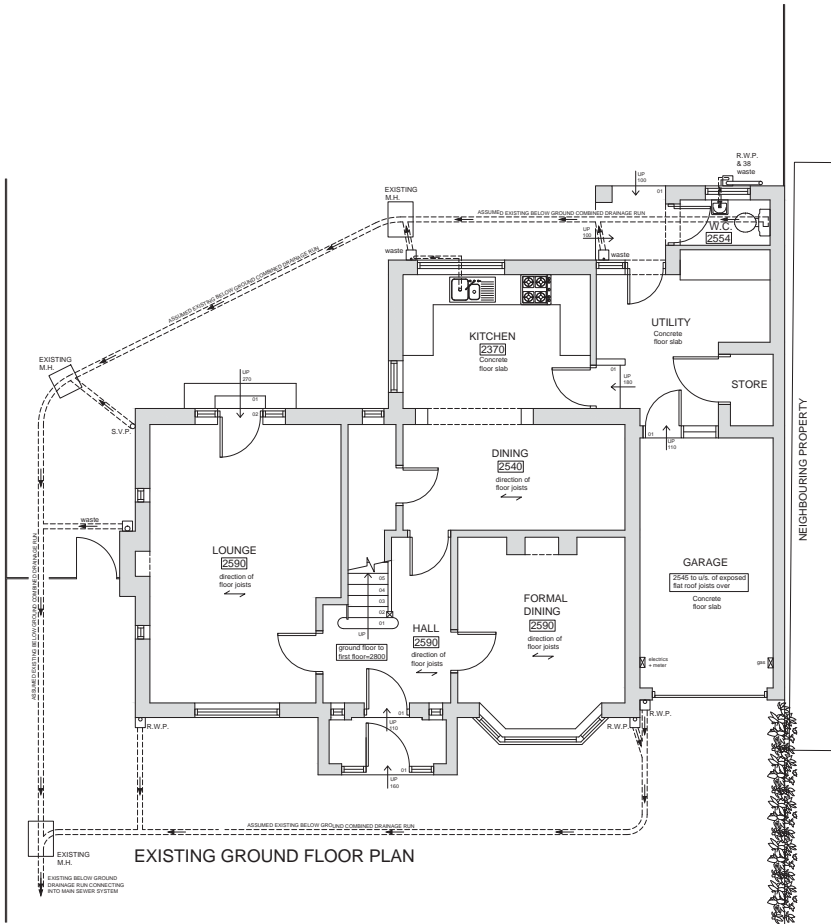 R.W.P.
& 38
waste
UP
100
01
EXISTING
M.H.
ASSUMED EXISTING BELOW GROUND COMBINED DRAINAGE RUN
W.C.
2554
UP
100
waste
waste
ASSUMED EXISTING BELOW GROUND COMBINED DRAINAGE RUN
UTILITY
Concrete
floor slab
KITCHEN
2370
Concrete
floor slab
EXISTING
M.H.
UP
270
01
02
01
UP
180
STORE
S.V.P.
01
UP
110
DINING
2540
direction of
floor joists
NEIGHBOURING PROPERTY
waste
LOUNGE
2590
direction of
floor joists
ASSUMED EXISTING BELOW GROUND COMBINED DRAINAGE RUN
05
04
03
02
01
UP
GARAGE
2545 to u/s. of exposed
flat roof joists over
Concrete
floor slab
FORMAL
DINING
2590
direction of
floor joists
HALL
2590
direction of
floor joists
ground floor to
first floor=2800
electrics
+ meter
gas
R.W.P.
01
UP
110
R.W.P.
R.W.P.
01
UP
160
ASSUMED EXISTING BELOW GROUND COMBINED DRAINAGE RUN
EXISTING
M.H.
EXISTING GROUND FLOOR PLAN
EXISTING BELOW GROUND
DRAINAGE RUN CONNECTING
INTO MAIN SEWER SYSTEM